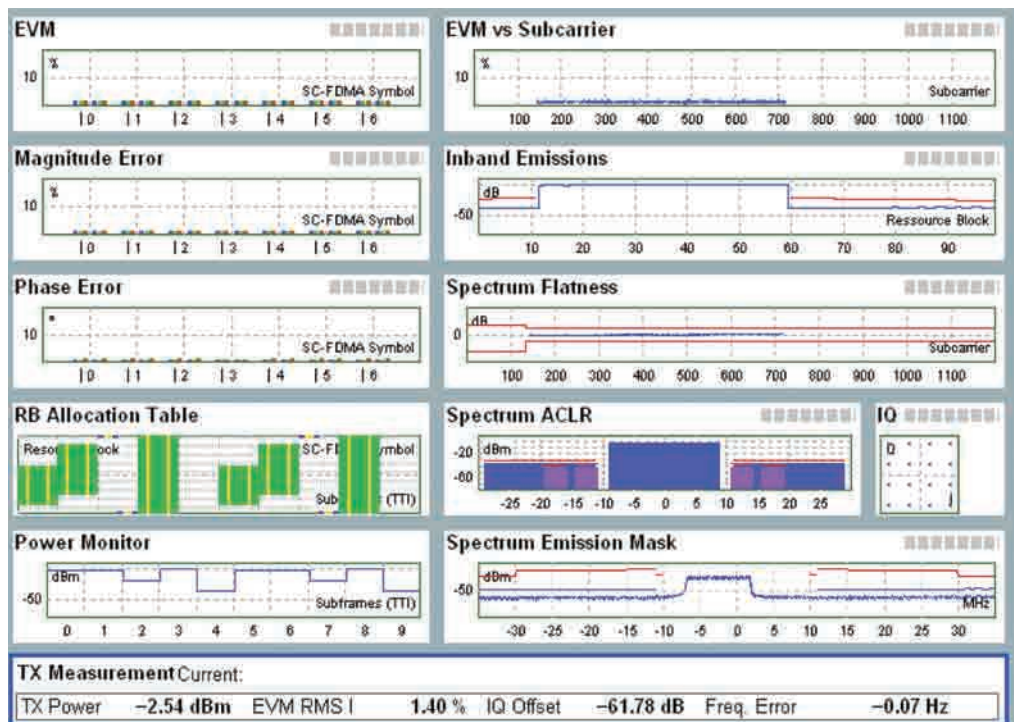 EVM
%
10
SC-FDMA Symbol
|0 |1 |2 |3 |4 |5 |6
EVM vs Subcarrier
%
10
Subcarrier
100 200 300 400 500 600 700 800 900 1000 1100
Magnitude Error
%
10
SC-FDMA Symbol
|0 |1 |2 |3 |4 |5 |6
Inband Emissions
dB
-50
Ressource Block
10 20 30 40 50 60 70 80 90
Phase Error
°
10
SC-FDMA Symbol
|0 |1 |2 |3 |4 |5 |6
Spectrum Flatness
dB
0
Subcarrier
100 200 300 400 500 600 700 800 900 1000 1100
RB Allocation Table
(TTI)
Spectrum ACLR
dBm
-20
-60
-25 -20 -15 -10 -5 0 5 10 15 20 25
IQ
Q
I
Power Monitor
dBm
-50
Subframes (TTI)
0 1 2 3 4 5 6 7 8 9
Spectrum Emission Mask
dBm
-50
MHz
-30 -25 -20 -15 -10 -5 0 5 10 15 20 25 30
TX Measurement Current:
TX Power −2.54 dBm EVM RMS l 1.40 % IQ Offset −61.78 dB Freq. Error −0.07 Hz